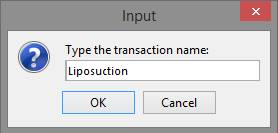 Input
Type the transaction name:
Liposuction
OK Cancel